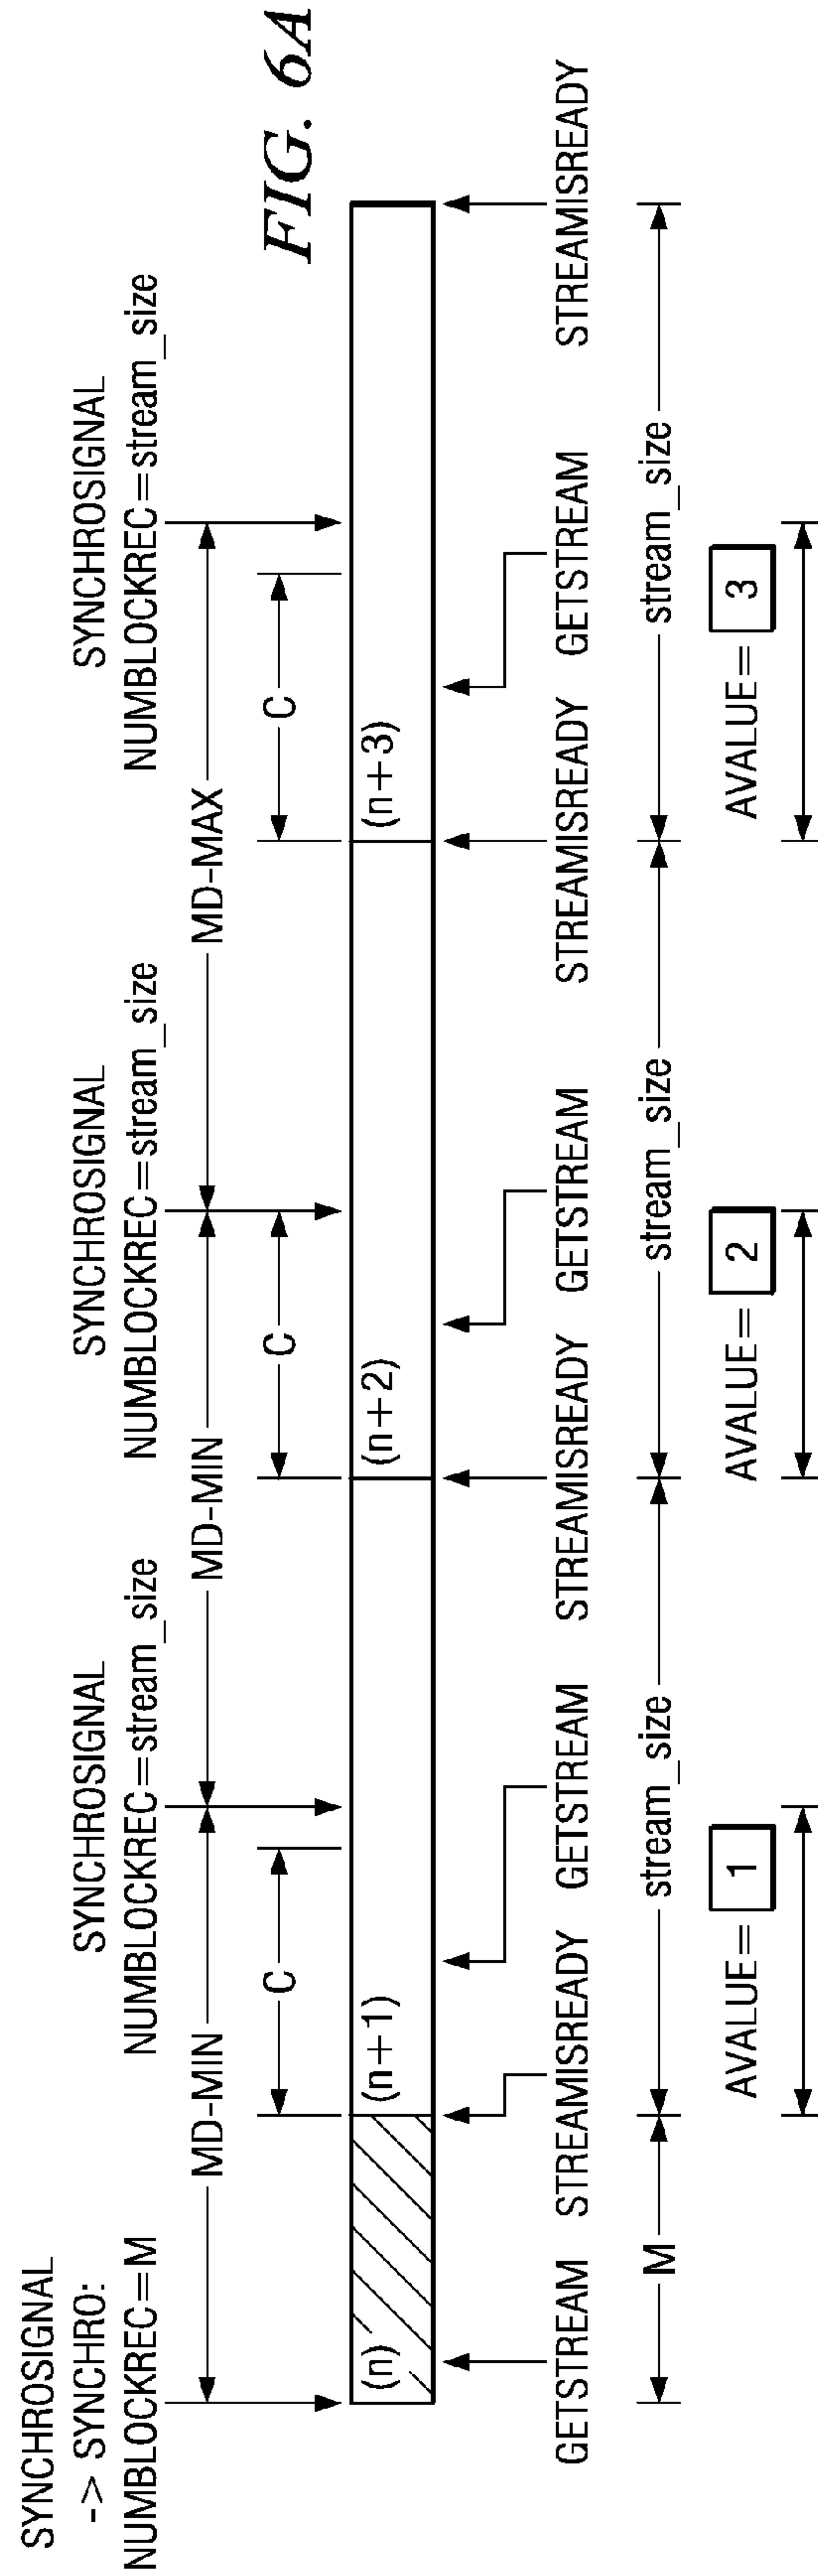 FIG. 6A
SYNCHROSIGNAL
-> SYNCHRO:
NUMBLOCKREC=M
SYNCHROSIGNAL
NUMBLOCKREC=stream_size
SYNCHROSIGNAL
NUMBLOCKREC=stream_size
SYNCHROSIGNAL
NUMBLOCKREC=stream_size
MD-MIN
MD-MIN
MD-MAX
C
C
C
(n)
(n+1)
(n+2)
(n+3)
GETSTREAM
STREAMISREADY
GETSTREAM
STREAMISREADY
GETSTREAM
STREAMISREADY
GETSTREAM
STREAMISREADY
M
stream_size
stream_size
stream_size
AVALUE= 1
AVALUE= 2
AVALUE= 3